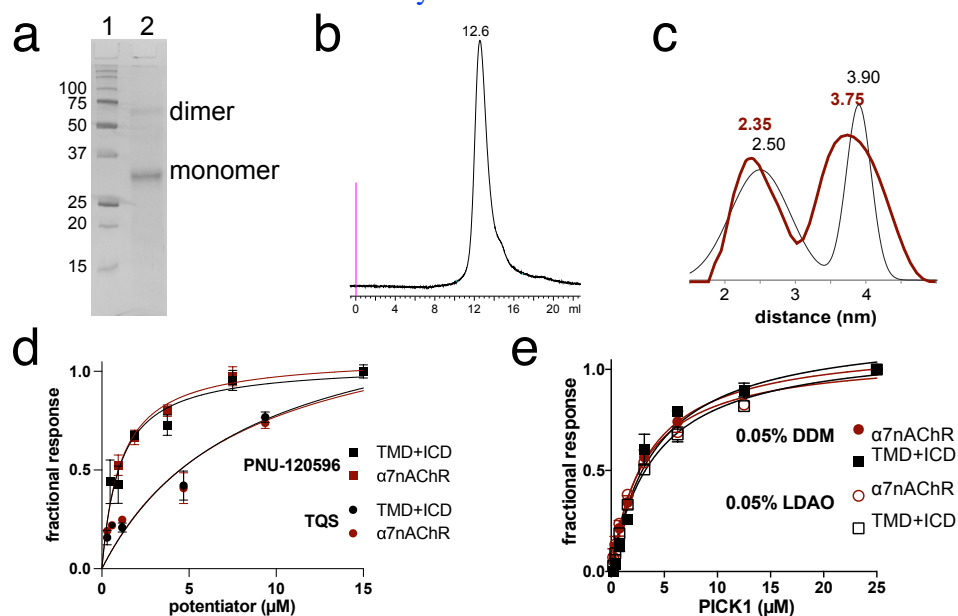 a
1 2
100
75
50
37
25
20
15
dimer
monomer
b
12.6
0 4 8 12 16 20 ml
c
3.90
3.75
2.35
2.50
2 3 4
distance (nm)
d
fractional response
1.0
0.5
0.0
PNU-120596
TMD+ICD
α7nAChR
TQS
TMD+ICD
α7nAChR
0 5 10 15
potentiator (µM)
e
fractional response
1.0
0.5
0.0
0.05% DDM
α7nAChR
TMD+ICD
0.05% LDAO
α7nAChR
TMD+ICD
0 5 10 15 20 25
PICK1 (µM)